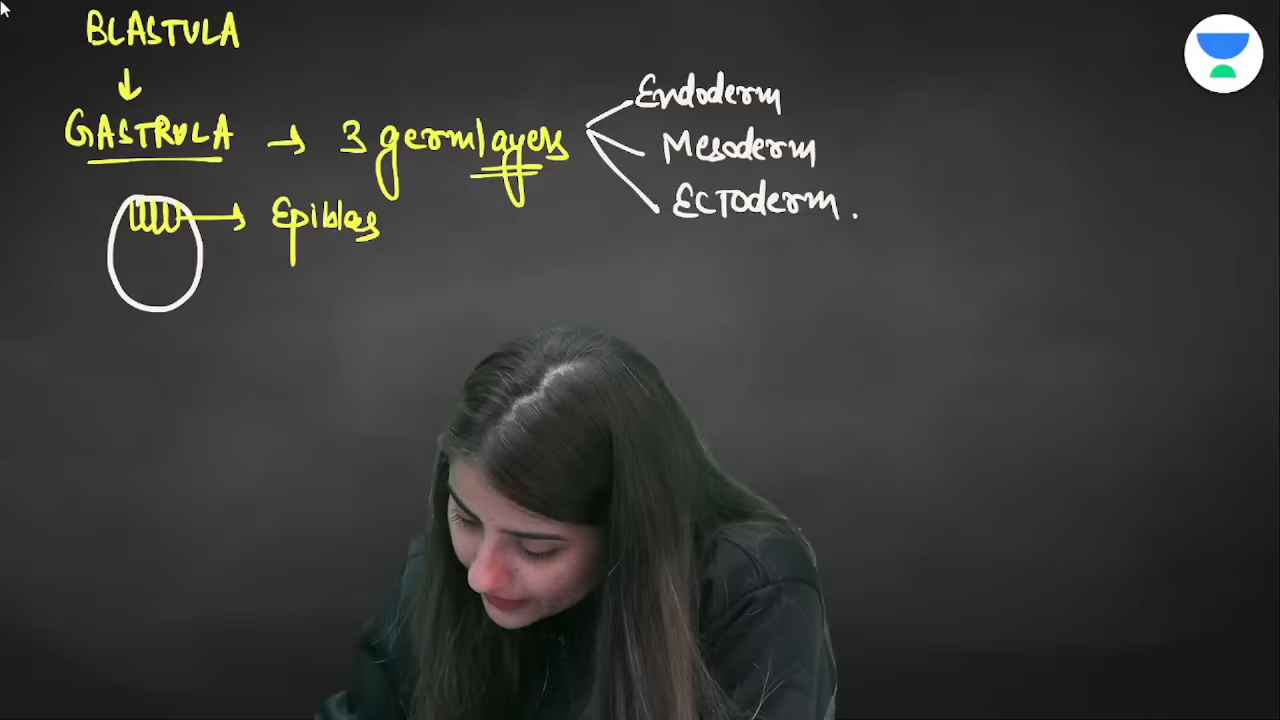 BLASTULA
↓
GASTRULA → 3 germlayers
Endoderm
Mesoderm
ECTOderm.
→ Epiblas